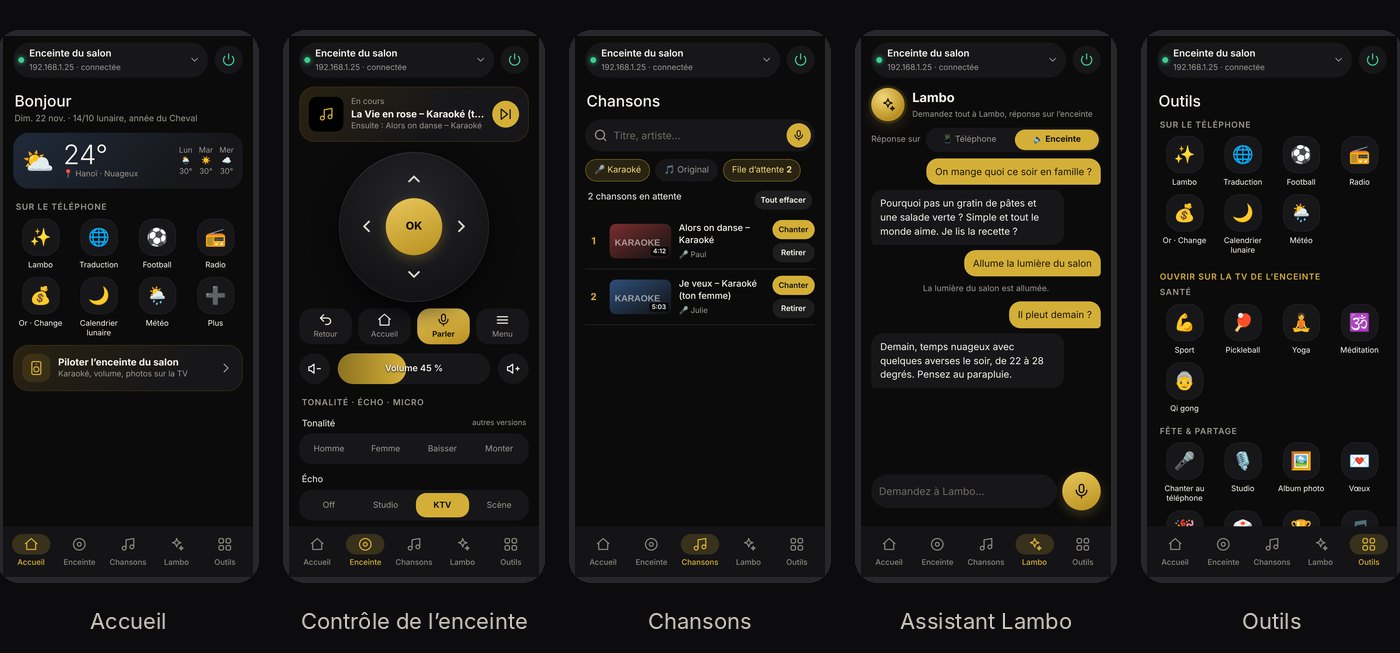 Enceinte du salon
192.168.1.25 · connectée
Bonjour
Dim. 22 nov. · 14/10 lunaire, année du Cheval
24°
Hanoï · Nuageux
Lun Mar Mer
30° 30° 30°
SUR LE TÉLÉPHONE
Lambo Traduction Football Radio
Or · Change Calendrier lunaire Météo Plus
Piloter l’enceinte du salon
Karaoké, volume, photos sur la TV
Accueil Enceinte Chansons Lambo Outils
Accueil
Enceinte du salon
192.168.1.25 · connectée
En cours
La Vie en rose – Karaoké (t...
Ensuite : Alors on danse – Karaoké
OK
Retour Accueil Parler Menu
Volume 45 %
TONALITÉ · ÉCHO · MICRO
Tonalité autres versions
Homme Femme Baisser Monter
Écho
Off Studio KTV Scène
Accueil Enceinte Chansons Lambo Outils
Contrôle de l’enceinte
Enceinte du salon
192.168.1.25 · connectée
Chansons
Titre, artiste...
Karaoké Original File d’attente 2
2 chansons en attente Tout effacer
1
KARAOKE
4:12
Alors on danse –
Karaoké
Paul
Chanter
Retirer
2
KARAOKE
5:03
Je veux – Karaoké
(ton femme)
Julie
Chanter
Retirer
Accueil Enceinte Chansons Lambo Outils
Chansons
Enceinte du salon
192.168.1.25 · connectée
Lambo
Demandez tout à Lambo, réponse sur l’enceinte
Réponse sur Téléphone Enceinte
On mange quoi ce soir en famille ?
Pourquoi pas un gratin de pâtes et
une salade verte ? Simple et tout le
monde aime. Je lis la recette ?
Allume la lumière du salon
La lumière du salon est allumée.
Il pleut demain ?
Demain, temps nuageux avec
quelques averses le soir, de 22 à 28
degrés. Pensez au parapluie.
Demandez à Lambo...
Accueil Enceinte Chansons Lambo Outils
Assistant Lambo
Enceinte du salon
192.168.1.25 · connectée
Outils
SUR LE TÉLÉPHONE
Lambo Traduction Football Radio
Or · Change Calendrier lunaire Météo
OUVRIR SUR LA TV DE L’ENCEINTE
SANTÉ
Sport Pickleball Yoga Méditation
Qi gong
FÊTE & PARTAGE
Chanter au téléphone Studio Album photo Vœux
Accueil Enceinte Chansons Lambo Outils
Outils